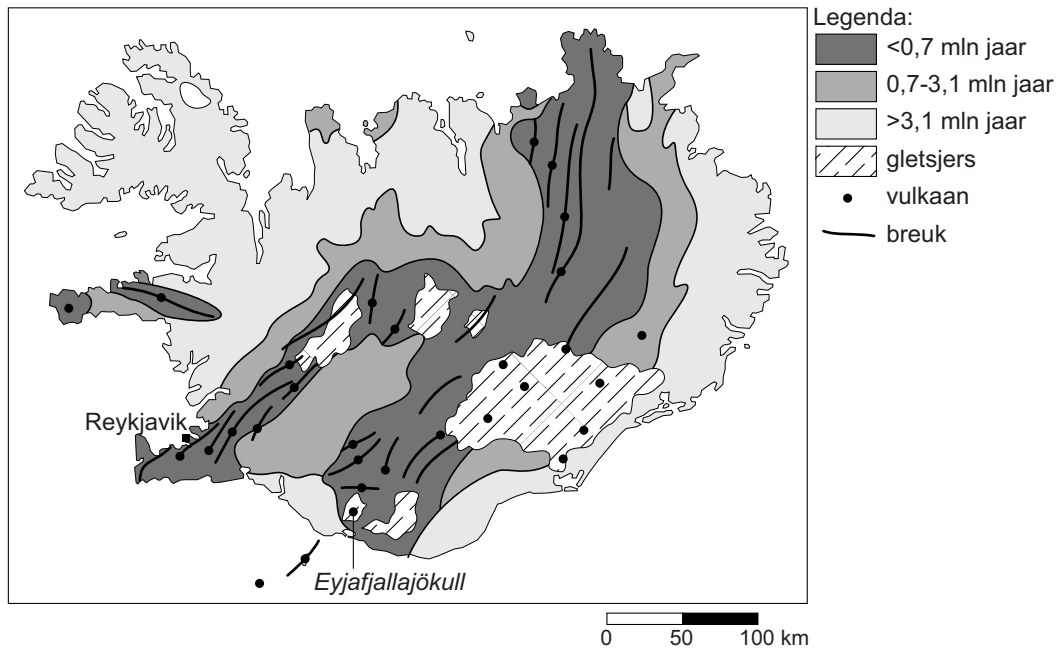 Legenda:
<0,7 mln jaar
0,7-3,1 mln jaar
>3,1 mln jaar
gletsjers
vulkaan
breuk
Reykjavik
Eyjafjallajökull
0 50 100 km